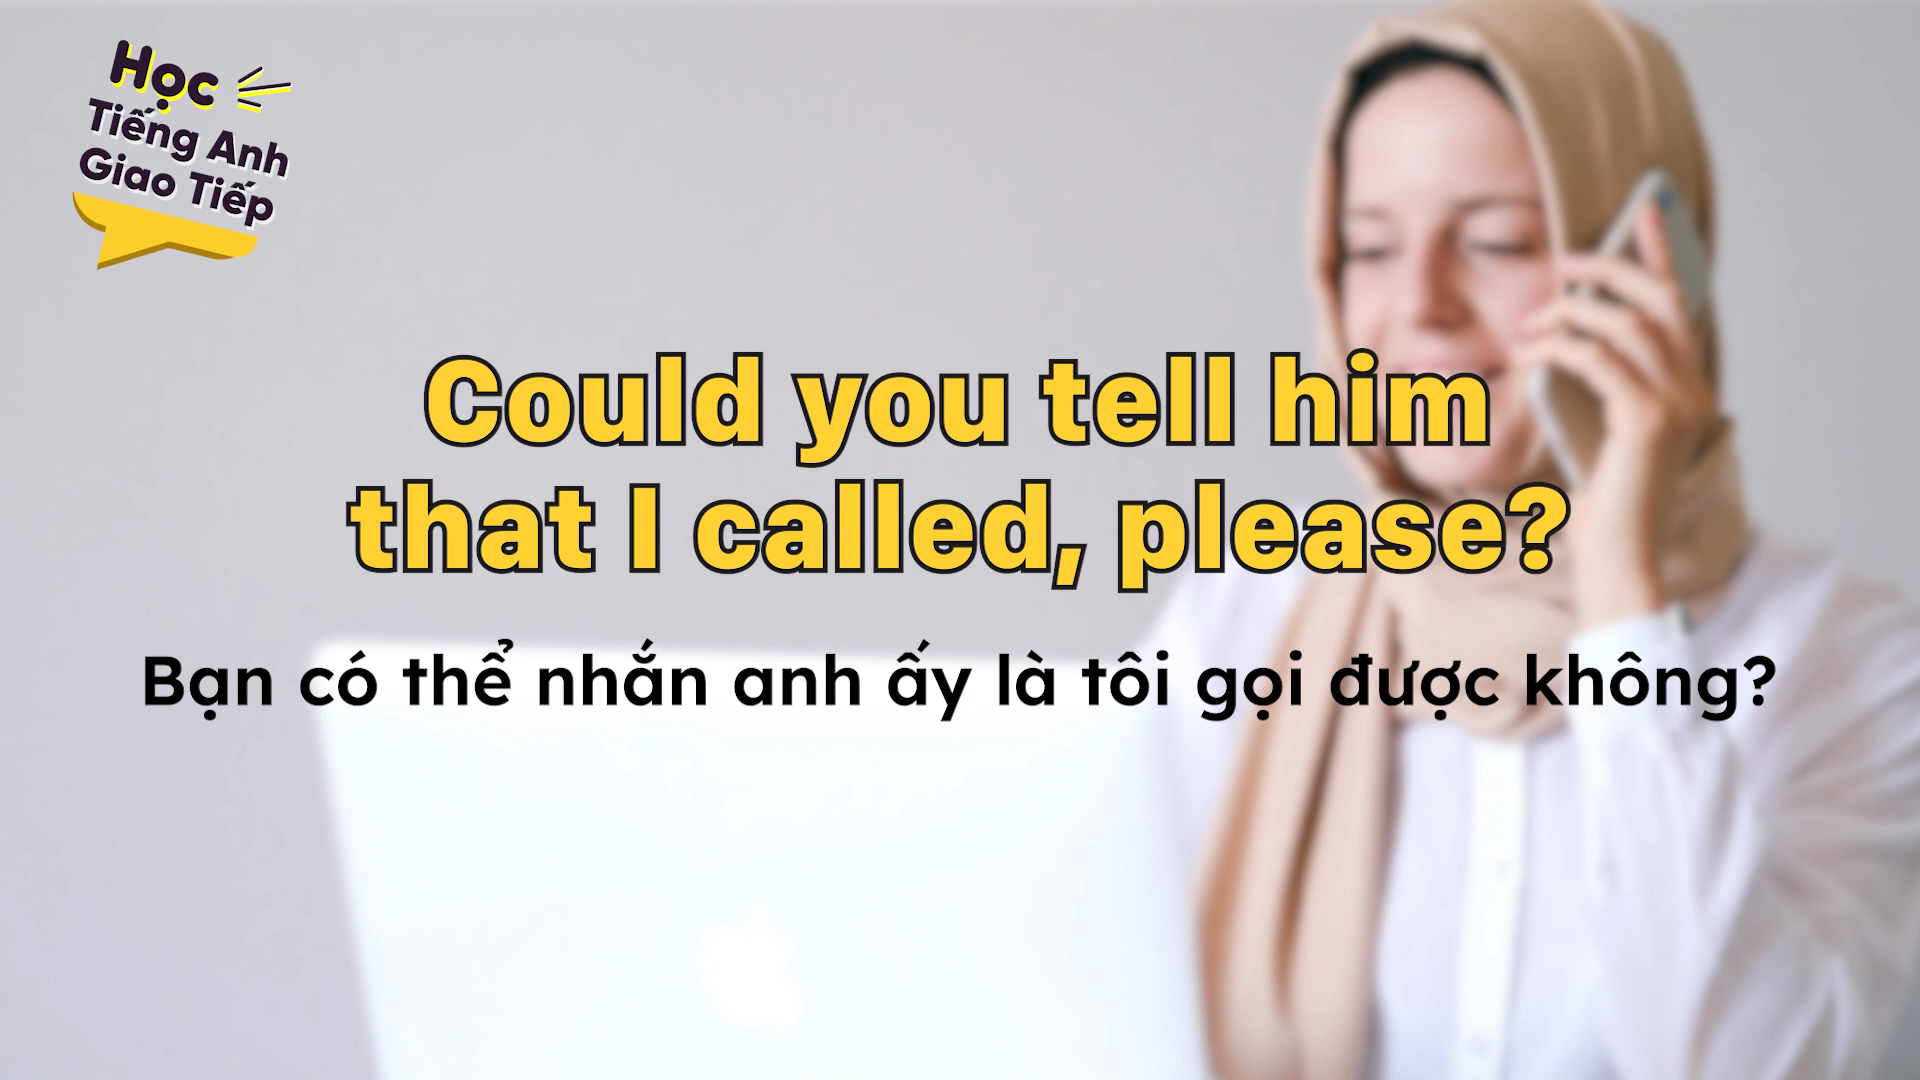 Học
Tiếng Anh
Giao Tiếp
Could you tell him
that I called, please?
Bạn có thể nhắn anh ấy là tôi gọi được không?